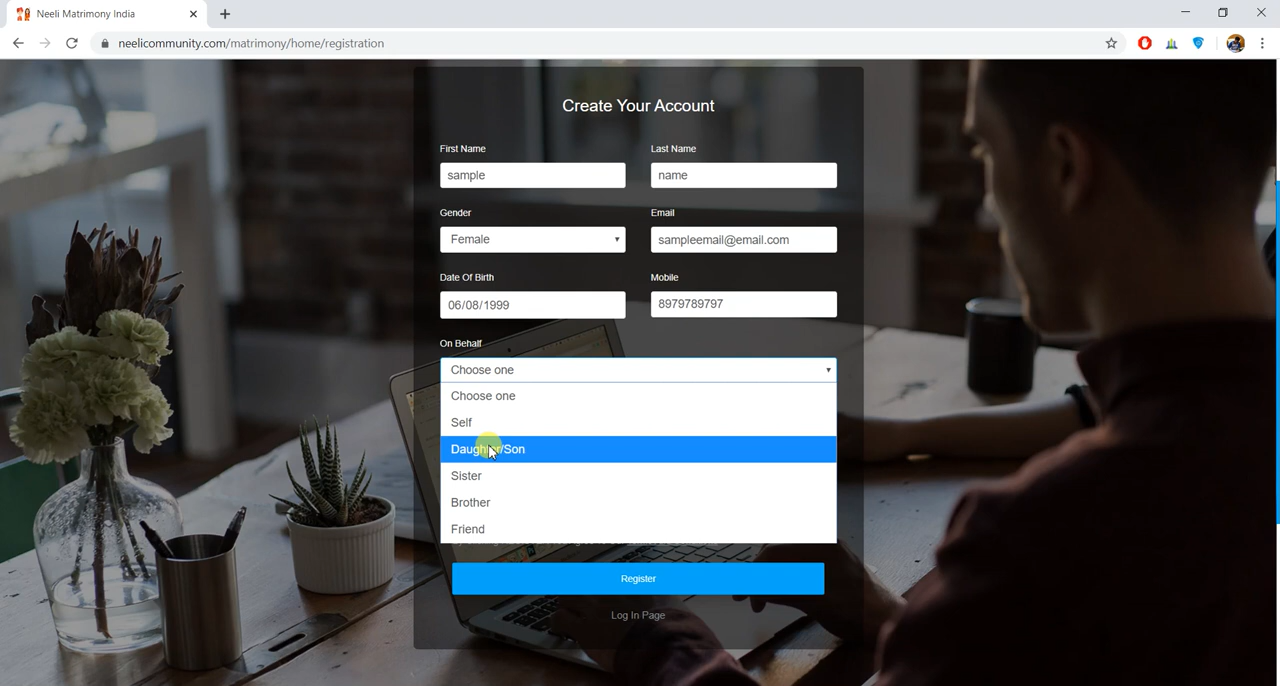 Neeli Matrimony India
neelicommunity.com/matrimony/home/registration
Create Your Account
First Name Last Name
sample name
Gender Email
Female sampleemail@email.com
Date Of Birth Mobile
06/08/1999 8979789797
On Behalf
Choose one
Choose one
Self
Daughter/Son
Sister
Brother
Friend
Register
Log In Page